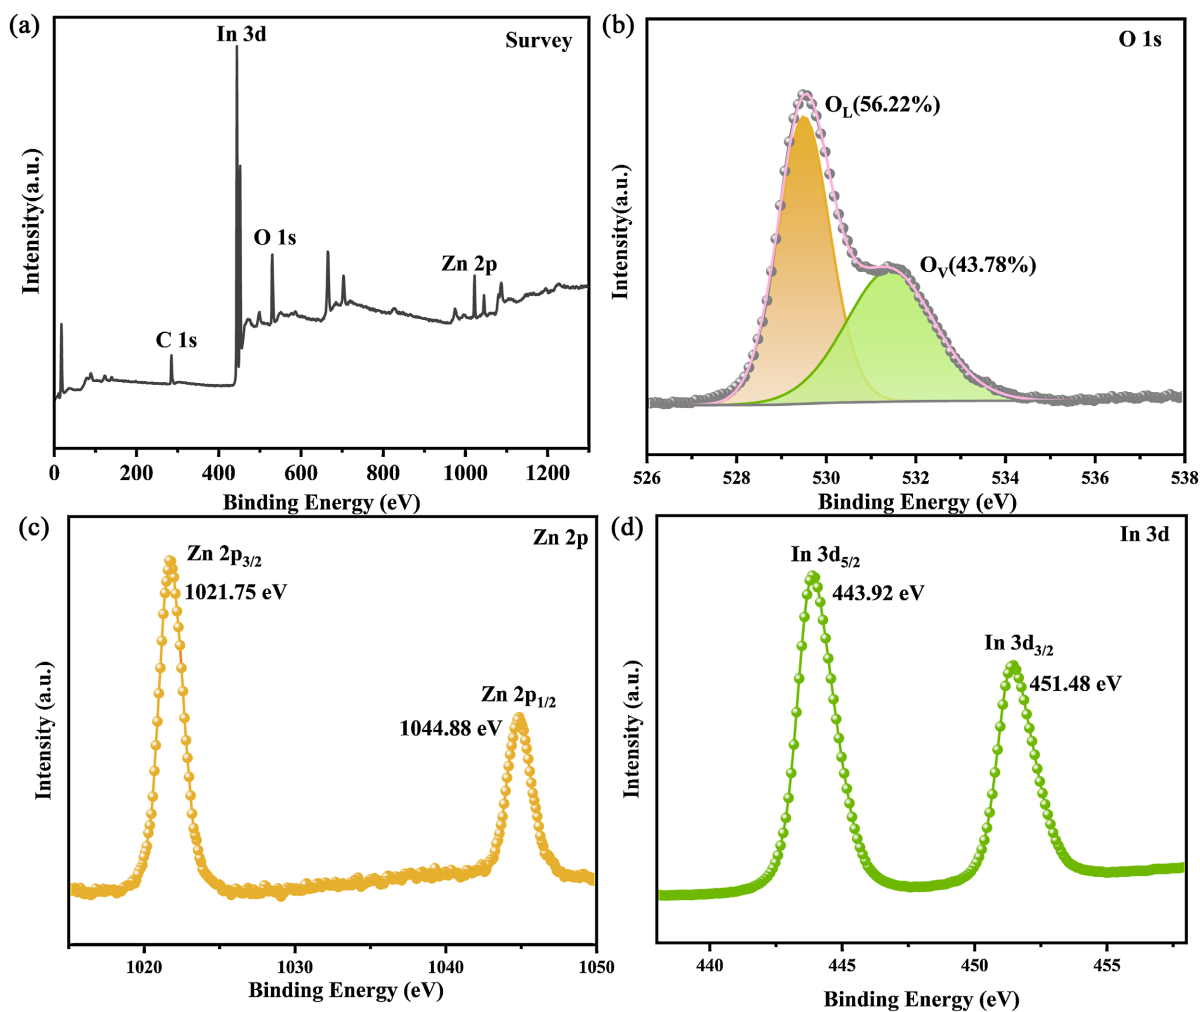 (a)
In 3d
Survey
O 1s
Zn 2p
C 1s
Intensity(a.u.)
0 200 400 600 800 1000 1200
Binding Energy (eV)
(b)
O 1s
OL(56.22%)
OV(43.78%)
Intensity(a.u.)
526 528 530 532 534 536 538
Binding Energy (eV)
(c)
Zn 2p
Zn 2p3/2
1021.75 eV
Zn 2p1/2
1044.88 eV
Intensity (a.u.)
1020 1030 1040 1050
Binding Energy (eV)
(d)
In 3d
In 3d5/2
443.92 eV
In 3d3/2
451.48 eV
Intensity (a.u.)
440 445 450 455
Binding Energy (eV)